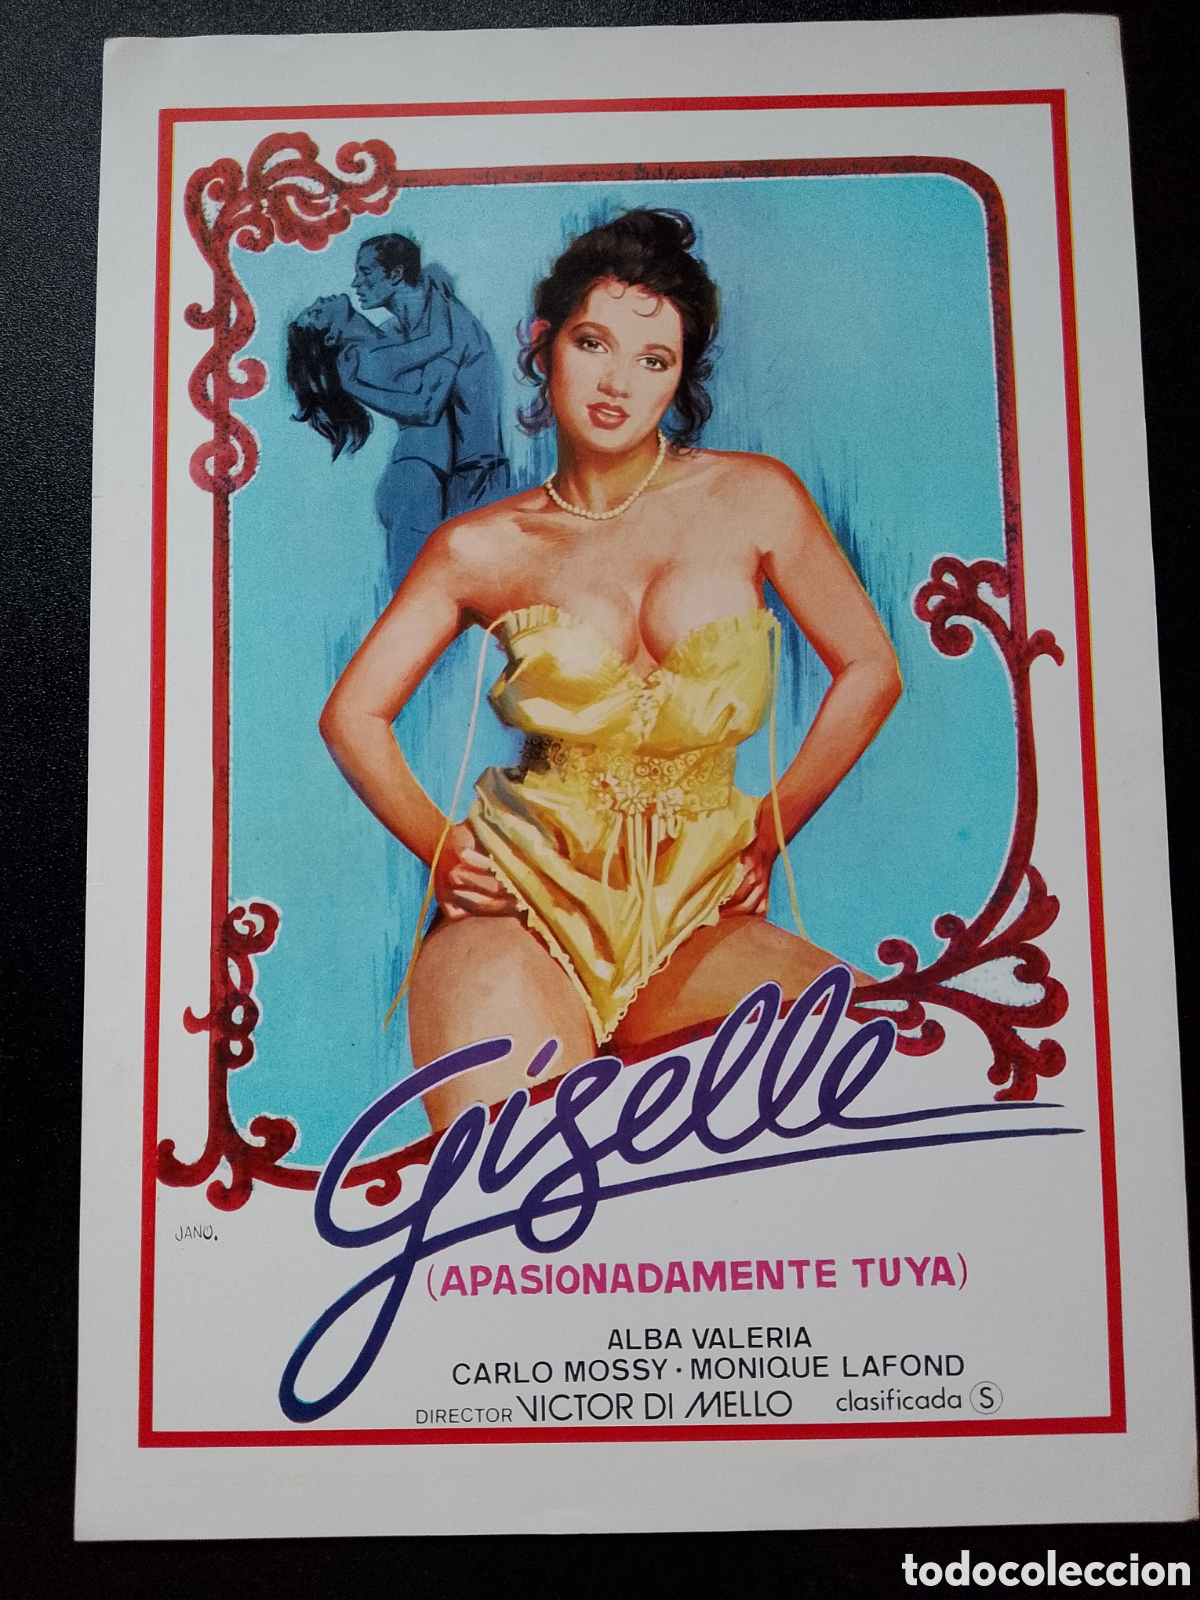 Giselle
(APASIONADAMENTE TUYA)
JANO.
ALBA VALERIA
CARLO MOSSY · MONIQUE LAFOND
DIRECTOR VICTOR DI MELLO clasificada S
todocoleccion